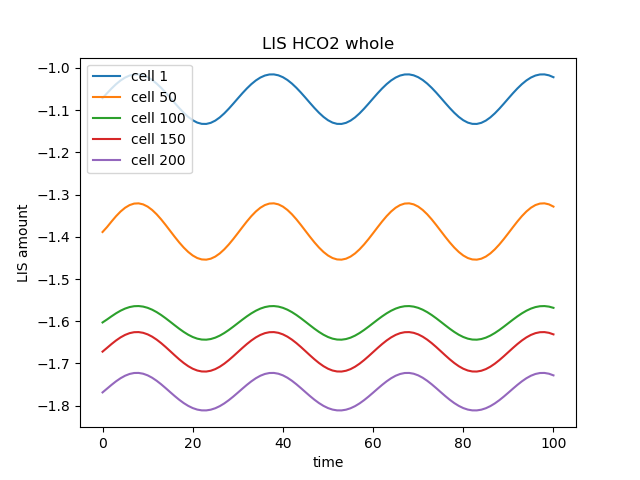 LIS HCO2 whole
LIS amount
−1.0
−1.1
−1.2
−1.3
−1.4
−1.5
−1.6
−1.7
−1.8
cell 1
cell 50
cell 100
cell 150
cell 200
0 20 40 60 80 100
time